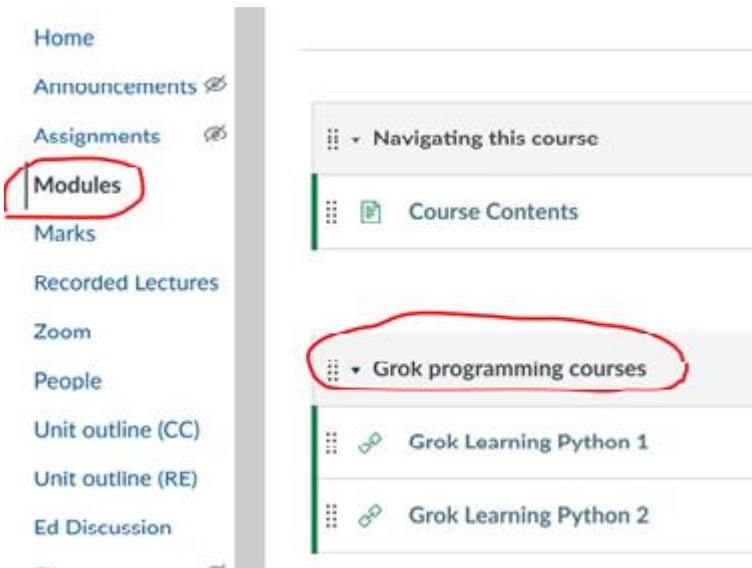 Home
Announcements
Assignments
Modules
Marks
Recorded Lectures
Zoom
People
Unit outline (CC)
Unit outline (RE)
Ed Discussion
Navigating this course
Course Contents
Grok programming courses
Grok Learning Python 1
Grok Learning Python 2